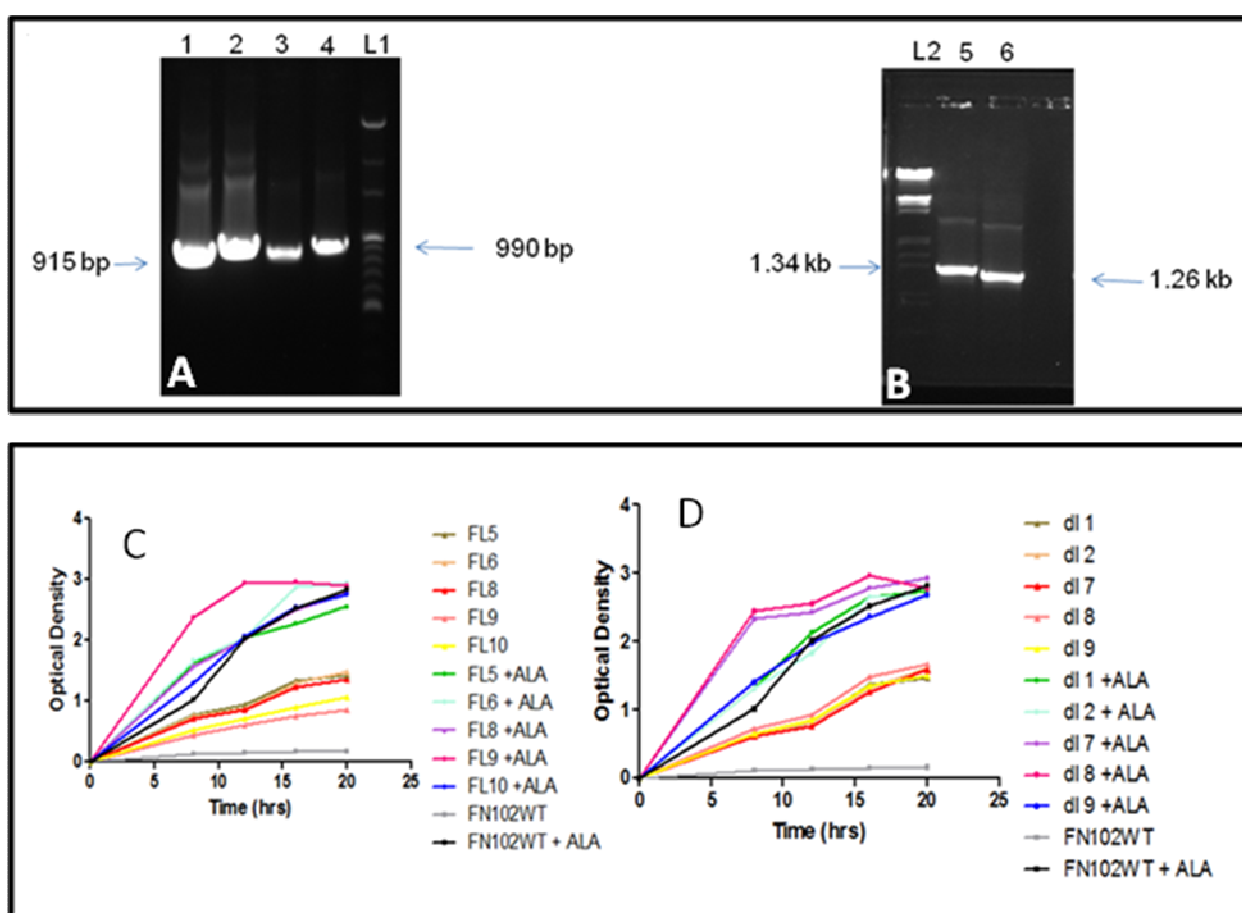 1 2 3 4 L1
915 bp
990 bp
A
L2 5 6
1.34 kb
1.26 kb
B
C
Optical Density
4
3
2
1
0
0 5 10 15 20 25
Time (hrs)
FL5
FL6
FL8
FL9
FL10
FL5 +ALA
FL6 + ALA
FL8 +ALA
FL9 +ALA
FL10 +ALA
FN102WT
FN102WT + ALA
D
Optical Density
4
3
2
1
0
0 5 10 15 20 25
Time (hrs)
dl 1
dl 2
dl 7
dl 8
dl 9
dl 1 +ALA
dl 2 + ALA
dl 7 +ALA
dl 8 +ALA
dl 9 +ALA
FN102WT
FN102WT + ALA